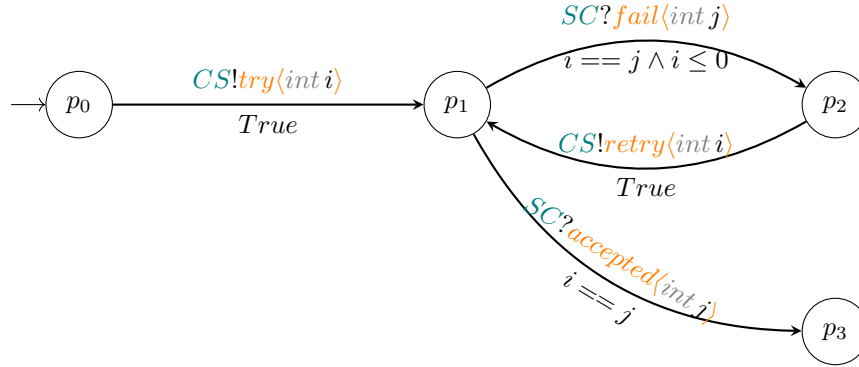 SC?fail⟨int j⟩
i == j ∧ i ≤ 0
CS!try⟨int i⟩
p0
p1
p2
True
CS!retry⟨int i⟩
True
SC?accepted⟨int j⟩
i == j
p3